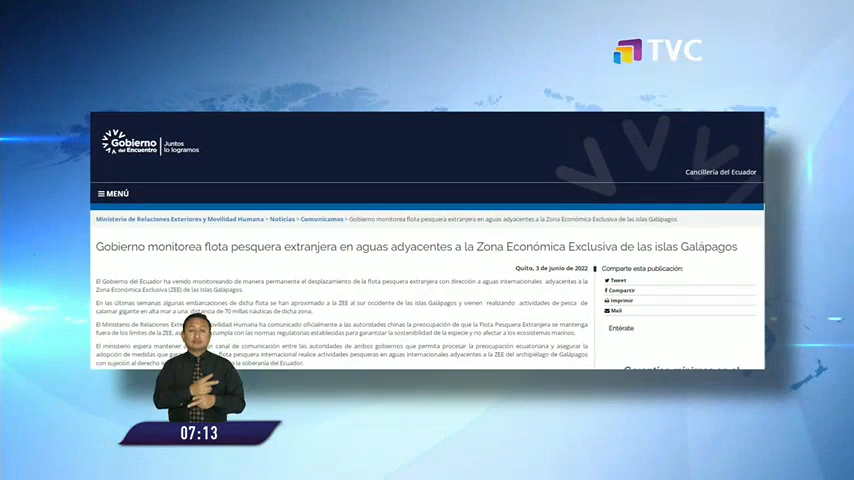 TVC
Gobierno
del Encuentro
Juntos
lo logramos
Cancillería del Ecuador
MENÚ
Ministerio de Relaciones Exteriores y Movilidad Humana > Noticias > Comunicamos > Gobierno monitorea flota pesquera extranjera en aguas adyacentes a la Zona Económica Exclusiva de las islas Galápagos
Gobierno monitorea flota pesquera extranjera en aguas adyacentes a la Zona Económica Exclusiva de las islas Galápagos
Quito, 3 de junio de 2022
Comparte esta publicación:
El Gobierno del Ecuador ha venido monitoreando de manera permanente el desplazamiento de la flota pesquera extranjera con dirección a aguas internacionales adyacentes a la
Zona Económica Exclusiva (ZEE) de las islas Galápagos.
En las últimas semanas algunas embarcaciones de dicha flota se han aproximado a la ZEE al sur occidente de las islas Galápagos y vienen realizando actividades de pesca de
calamar gigante en alta mar a una distancia de 70 millas náuticas de dicha zona.
El Ministerio de Relaciones Movilidad Humana ha comunicado oficialmente a las autoridades chinas la preocupación de que la Flota Pesquera Extranjera se mantenga
fuera de los límites de la ZEE, cumpla con las normas regulatorias establecidas para garantizar la sostenibilidad de la especie y no afectar a los ecosistemas marinos.
El ministerio espera mantener canal de comunicación entre las autoridades de ambos gobiernos que permita procesar la preocupación ecuatoriana y asegurar la
adopción de medidas que flota pesquera internacional realice actividades pesqueras en aguas internacionales adyacentes a la ZEE del archipiélago de Galápagos
con sujeción al derecho la soberanía del Ecuador.
Tweet
Compartir
Imprimir
Mail
Entérate
07:13